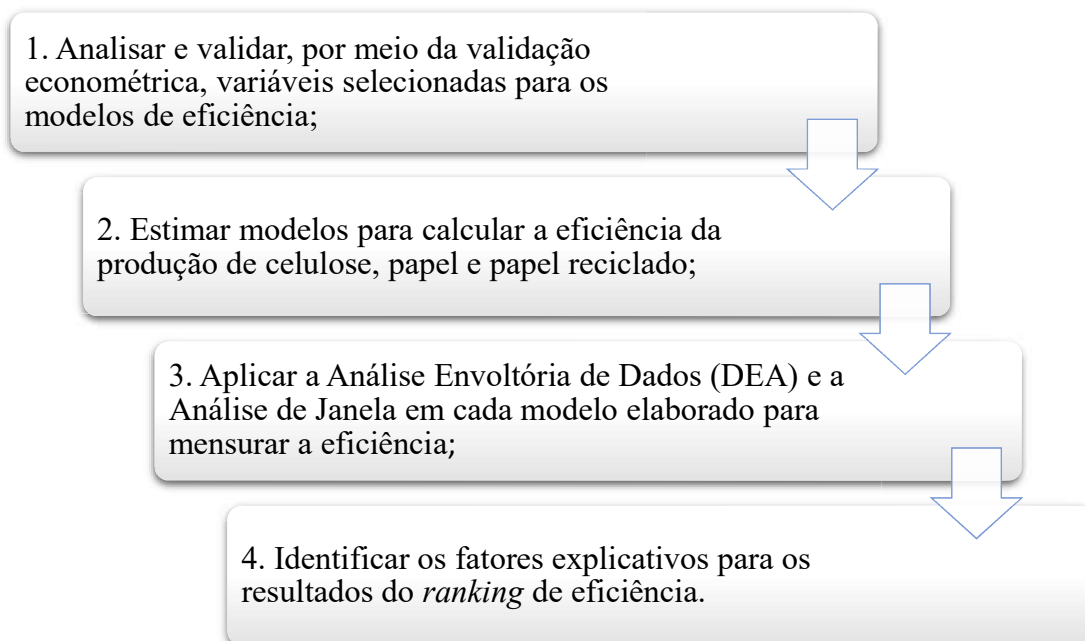 1. Analisar e validar, por meio da validação
econométrica, variáveis selecionadas para os
modelos de eficiência;
2. Estimar modelos para calcular a eficiência da
produção de celulose, papel e papel reciclado;
3. Aplicar a Análise Envoltória de Dados (DEA) e a
Análise de Janela em cada modelo elaborado para
mensurar a eficiência;
4. Identificar os fatores explicativos para os
resultados do ranking de eficiência.